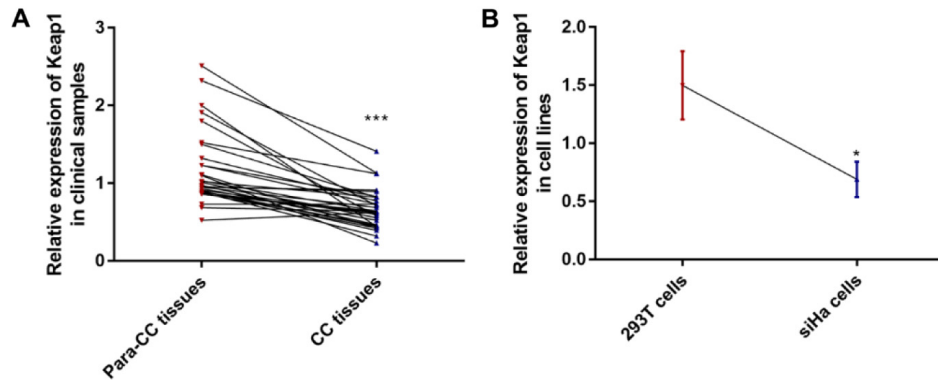 A
Relative expression of Keap1
in clinical samples
3
2
1
0
***
Para-CC tissues
CC tissues
B
Relative expression of Keap1
in cell lines
2.0
1.5
1.0
0.5
0.0
*
293T cells
siHa cells